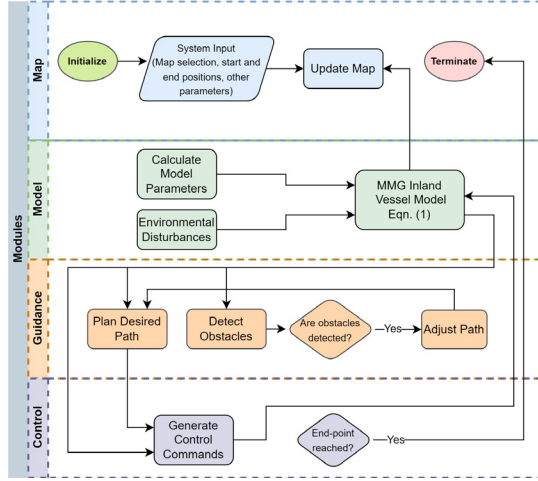 Modules
Map
Initialize
System Input
(Map selection, start and
end positions, other
parameters)
Update Map
Terminate
Model
Calculate
Model
Parameters
Environmental
Disturbances
MMG Inland
Vessel Model
Eqn. (1)
Guidance
Plan Desired
Path
Detect
Obstacles
Are obstacles
detected?
Yes
Adjust Path
Control
Generate
Control
Commands
End-point
reached?
Yes